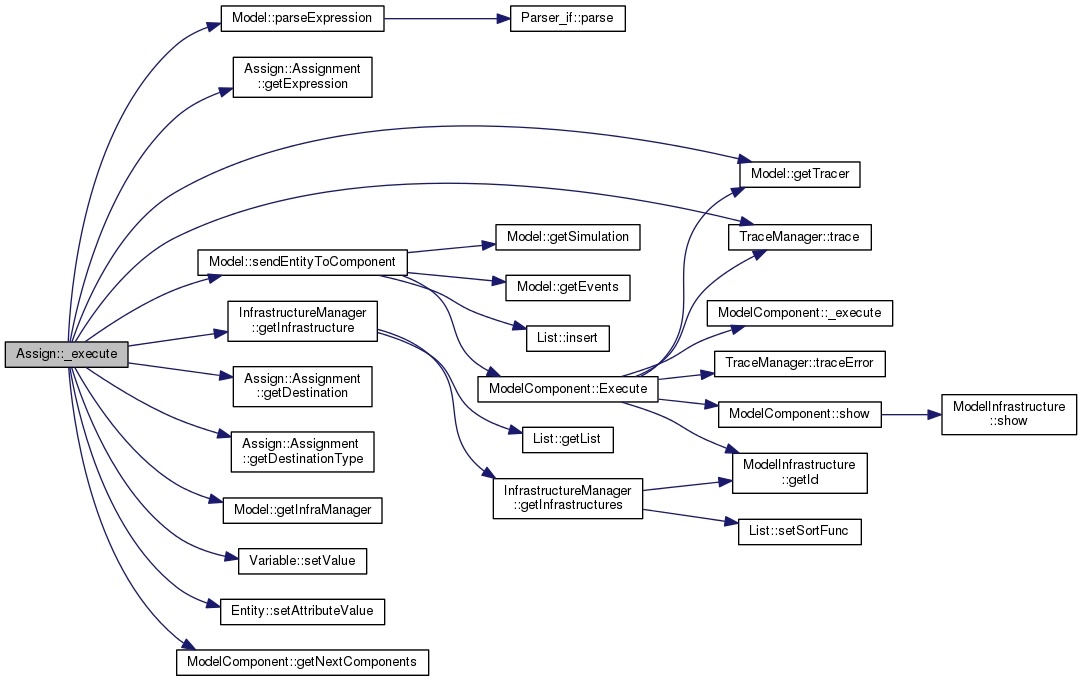 Model::parseExpression
Parser_if::parse
Assign::Assignment
::getExpression
Model::getTracer
TraceManager::trace
Model::getSimulation
Model::sendEntityToComponent
Model::getEvents
InfrastructureManager
::getInfrastructure
ModelComponent::_execute
List::insert
Assign::_execute
TraceManager::traceError
Assign::Assignment
::getDestination
ModelComponent::Execute
ModelComponent::show
ModelInfrastructure
::show
List::getList
Assign::Assignment
::getDestinationType
ModelInfrastructure
::getId
InfrastructureManager
::getInfrastructures
Model::getInfraManager
List::setSortFunc
Variable::setValue
Entity::setAttributeValue
ModelComponent::getNextComponents